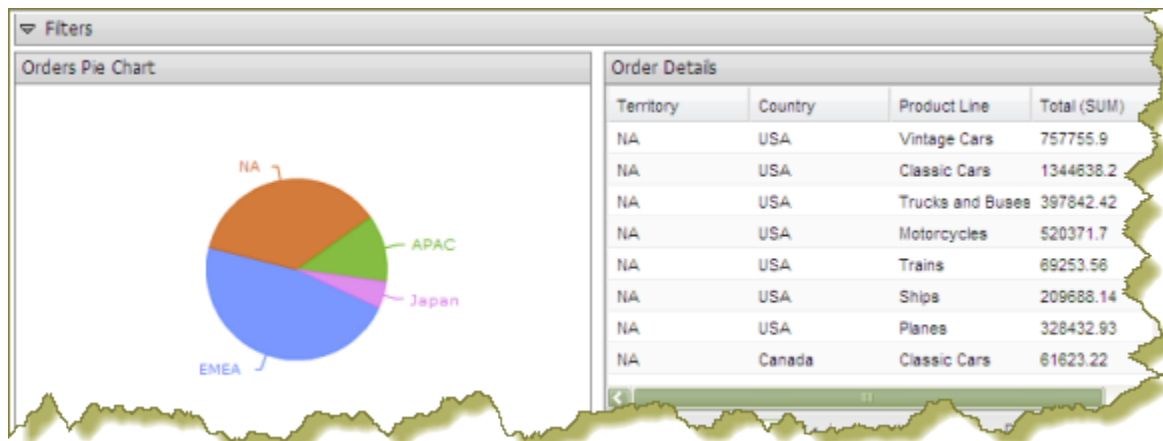 Filters
Orders Pie Chart
NA
APAC
Japan
EMEA
Order Details
Territory Country Product Line Total (SUM)
NA USA Vintage Cars 757755.9
NA USA Classic Cars 1344638.2
NA USA Trucks and Buses 397842.42
NA USA Motorcycles 520371.7
NA USA Trains 69253.56
NA USA Ships 209688.14
NA USA Planes 328432.93
NA Canada Classic Cars 61623.22